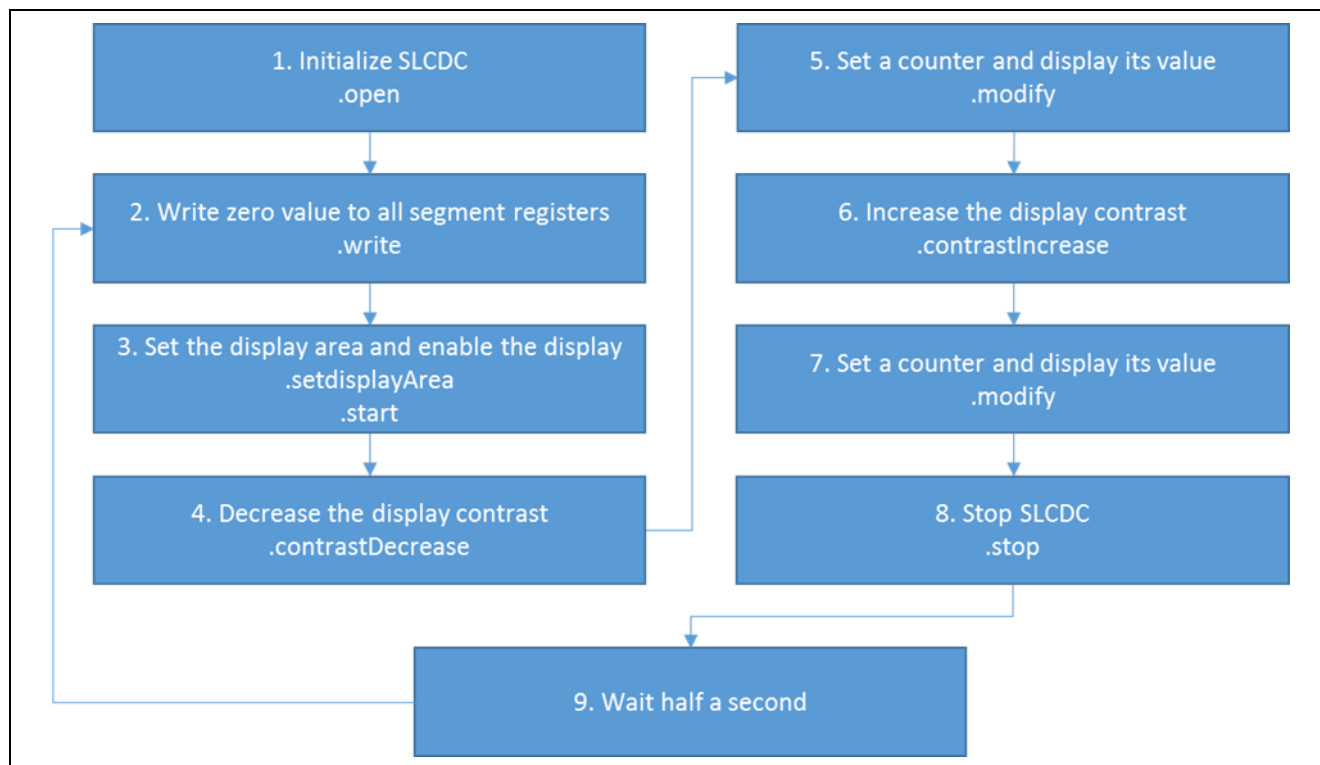 1. Initialize SLCDC
.open
2. Write zero value to all segment registers
.write
3. Set the display area and enable the display
.setdisplayArea
.start
4. Decrease the display contrast
.contrastDecrease
5. Set a counter and display its value
.modify
6. Increase the display contrast
.contrastIncrease
7. Set a counter and display its value
.modify
8. Stop SLCDC
.stop
9. Wait half a second